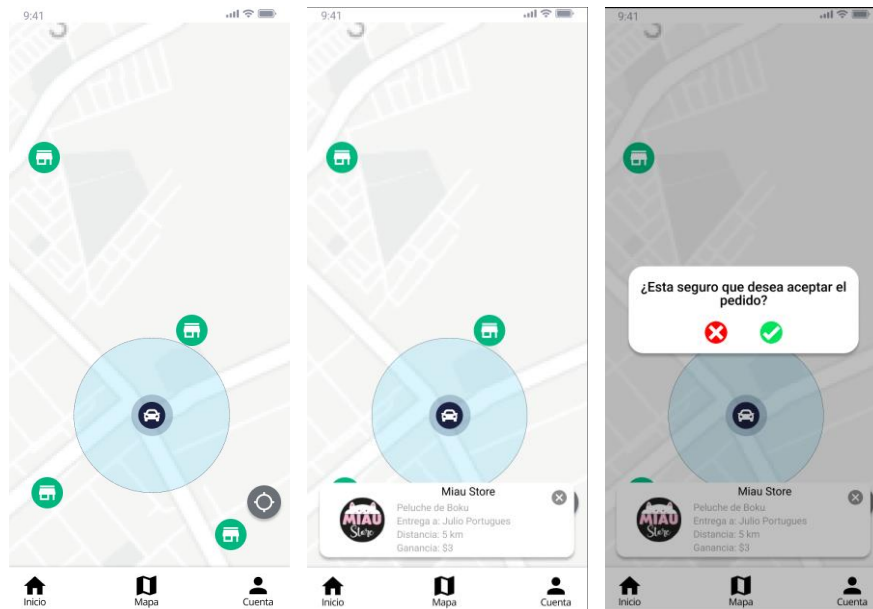 9:41
Inicio
Mapa
Cuenta
9:41
Miau Store
MIAU
Store
Peluche de Boku
Entrega a: Julio Portugues
Distancia: 5 km
Ganancia: $3
Inicio
Mapa
Cuenta
9:41
¿Esta seguro que desea aceptar el
pedido?
Miau Store
MIAU
Store
Peluche de Boku
Entrega a: Julio Portugues
Distancia: 5 km
Ganancia: $3
Inicio
Mapa
Cuenta